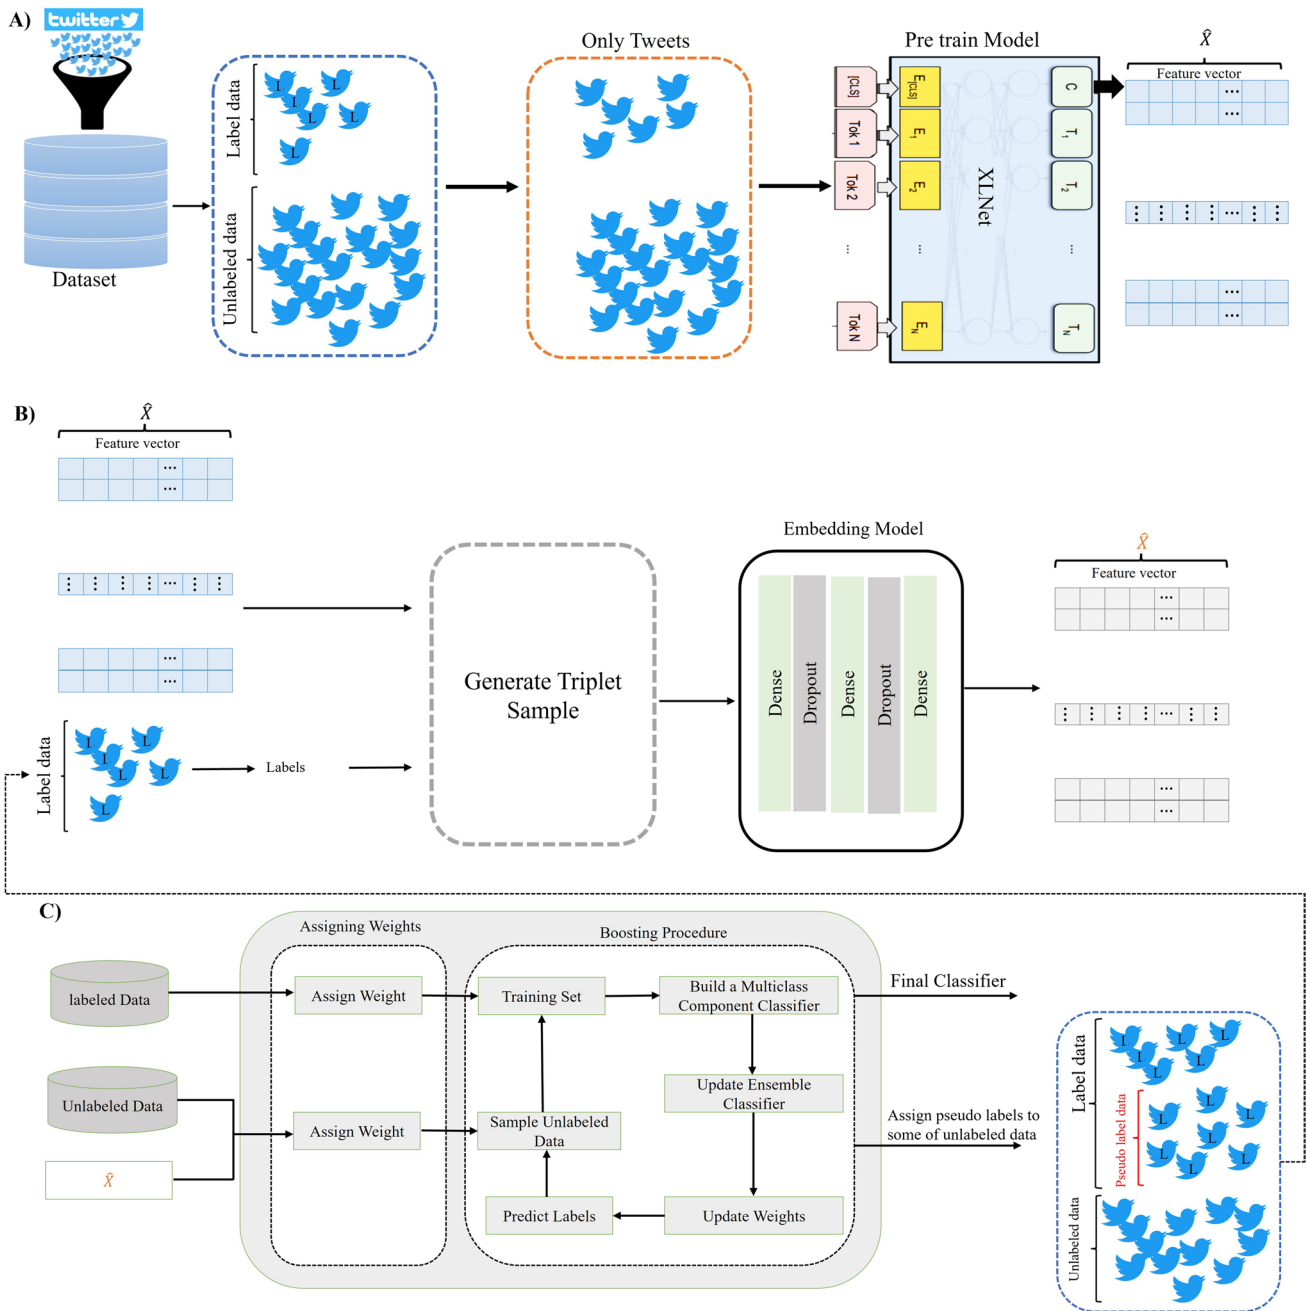 A)
twitter
Dataset
Label data
Unlabeled data
L
L
L
L
L
L
Only Tweets
Pre train Model
[CLS]
Tok 1
Tok 2
...
Tok N
E[CLS]
E1
E2
...
EN
XLNet
C
T1
T2
...
TN
X̂
Feature vector
...
...
...
...
...
B)
X̂
Feature vector
...
...
...
...
...
Label data
L
L
L
L
L
L
Labels
Generate Triplet
Sample
Embedding Model
Dense
Dropout
Dense
Dropout
Dense
X̂
Feature vector
...
...
...
...
...
C)
labeled Data
Unlabeled Data
X̂
Assigning Weights
Assign Weight
Assign Weight
Boosting Procedure
Training Set
Build a Multiclass
Component Classifier
Update Ensemble
Classifier
Sample Unlabeled
Data
Predict Labels
Update Weights
Final Classifier
Assign pseudo labels to
some of unlabeled data
Label data
Pseudo label data
Unlabeled data
L
L
L
L
L
L
L
L
L
L
L
L
L